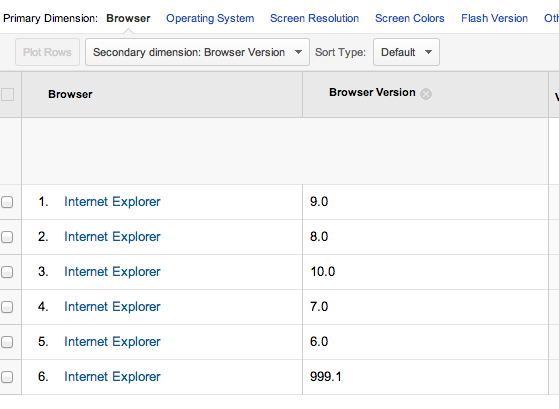 Primary Dimension: Browser Operating System Screen Resolution Screen Colors Flash Version
Plot Rows Secondary dimension: Browser Version Sort Type: Default
Browser Browser Version
1. Internet Explorer 9.0
2. Internet Explorer 8.0
3. Internet Explorer 10.0
4. Internet Explorer 7.0
5. Internet Explorer 6.0
6. Internet Explorer 999.1